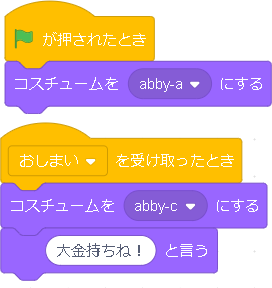 が押されたとき
コスチュームを abby-a にする
おしまい を受け取ったとき
コスチュームを abby-c にする
大金持ちね！ と言う